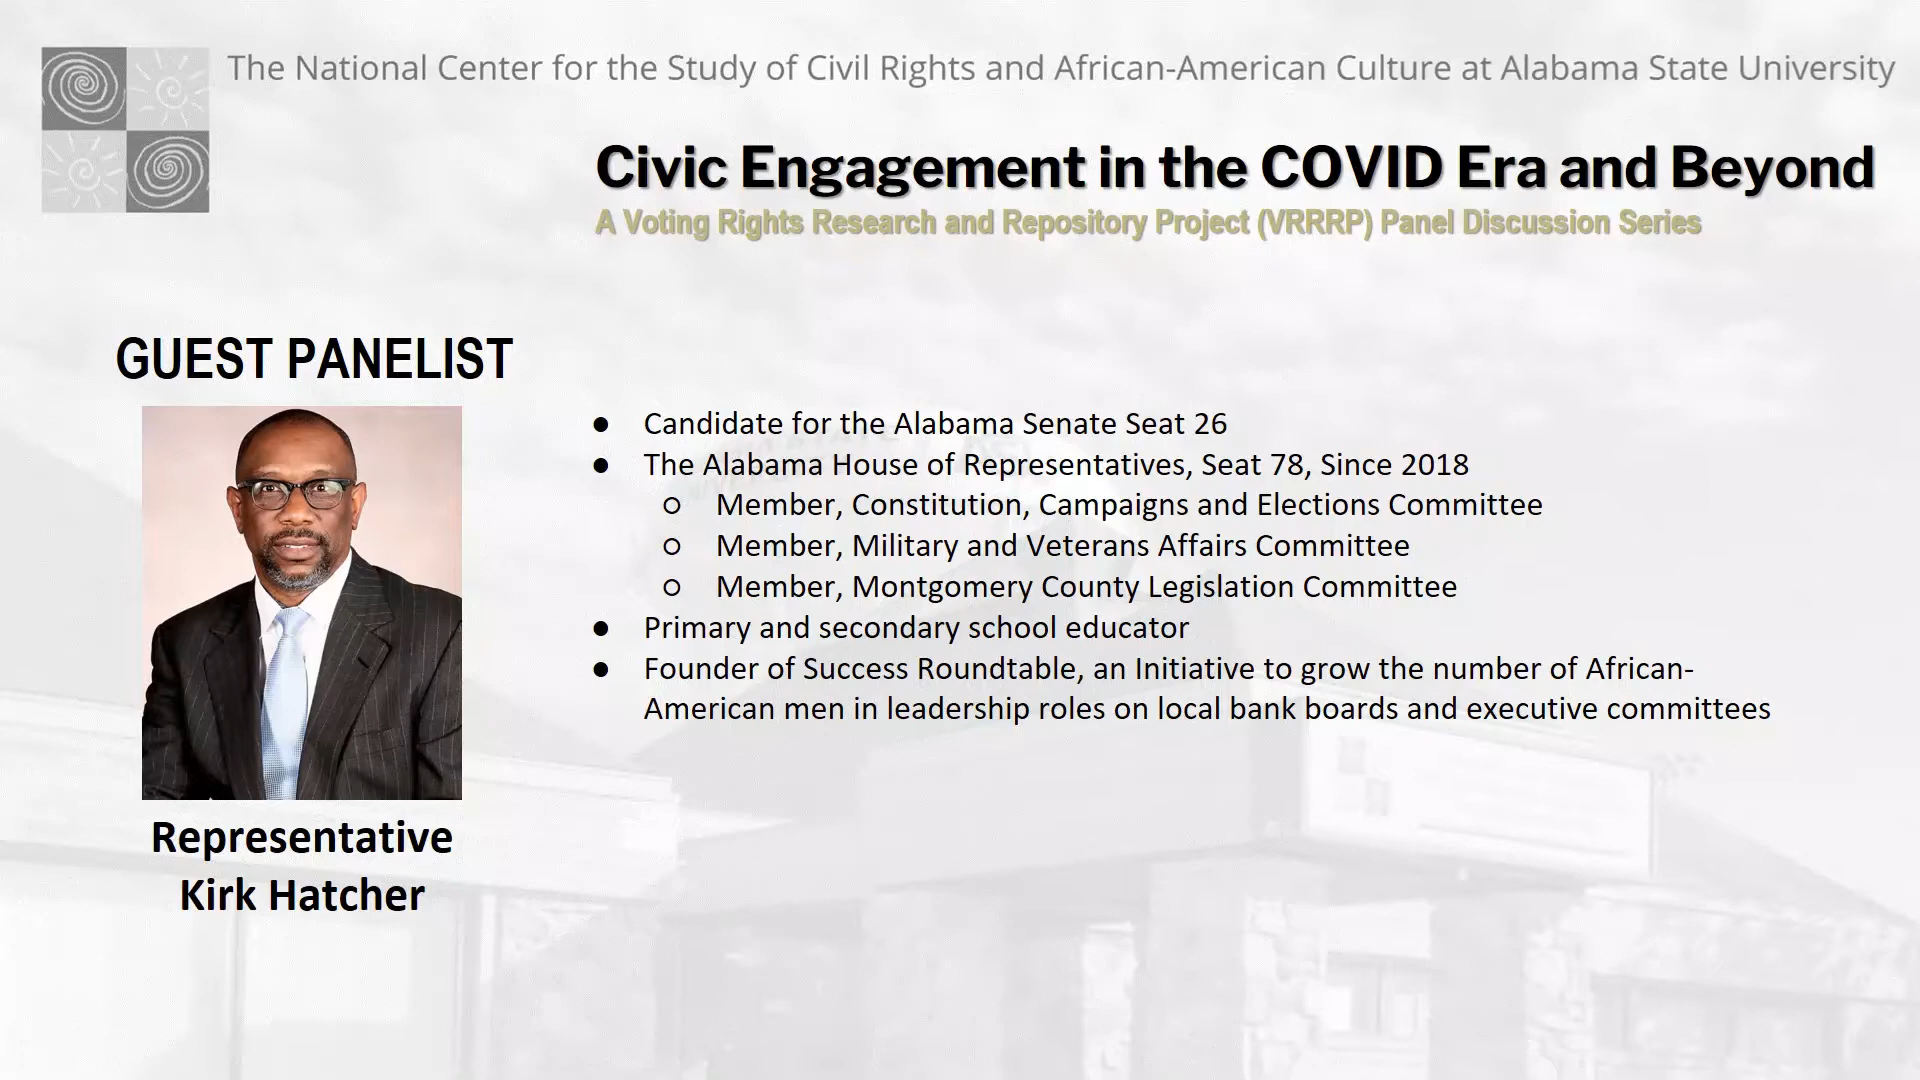 The National Center for the Study of Civil Rights and African-American Culture at Alabama State University
Civic Engagement in the COVID Era and Beyond
A Voting Rights Research and Repository Project (VRRRP) Panel Discussion Series
GUEST PANELIST
● Candidate for the Alabama Senate Seat 26
● The Alabama House of Representatives, Seat 78, Since 2018
○ Member, Constitution, Campaigns and Elections Committee
○ Member, Military and Veterans Affairs Committee
○ Member, Montgomery County Legislation Committee
● Primary and secondary school educator
● Founder of Success Roundtable, an Initiative to grow the number of African-
American men in leadership roles on local bank boards and executive committees
Representative
Kirk Hatcher